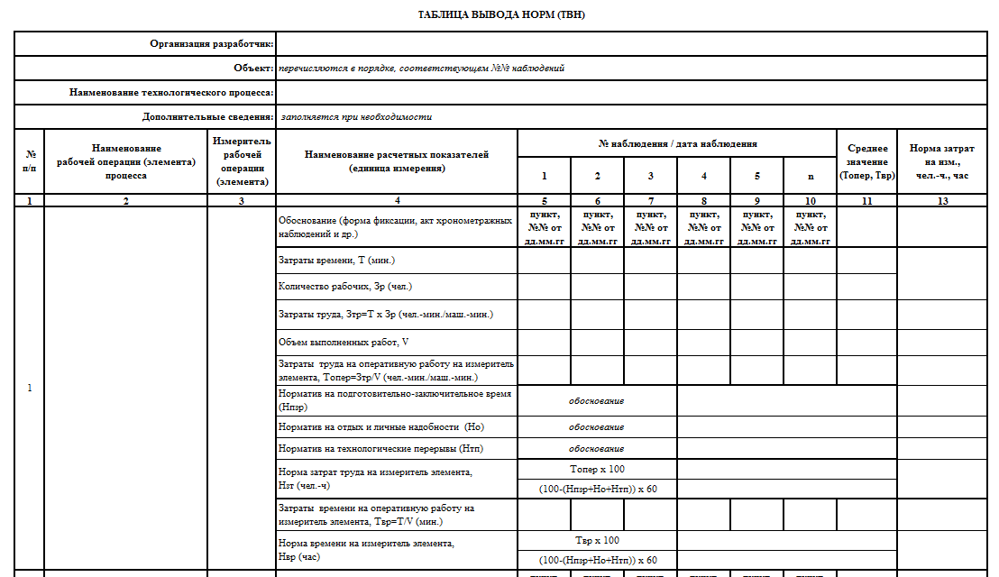 ТАБЛИЦА ВЫВОДА НОРМ (ТВН)
Организация разработчик:
Объект: перечисляются в порядке, соответствующем №№ наблюдений
Наименование технологического процесса:
Дополнительные сведения: заполняется при необходимости
№
п/п
Наименование
рабочей операции (элемента)
процесса
Измеритель
рабочей
операции
(элемента)
Наименование расчетных показателей
(единица измерения)
№ наблюдения / дата наблюдения
1 2 3 4 5 n
Среднее
значение
(Топер, Твр)
Норма затрат
на изм.,
чел.-ч., час
1 2 3 4 5 6 7 8 9 10 11 13
1
Обоснование (форма фиксации, акт хронометражных
наблюдений и др.)
пункт, пункт, пункт, пункт, пункт, пункт,
№№ от №№ от №№ от №№ от №№ от №№ от
дд.мм.гг дд.мм.гг дд.мм.гг дд.мм.гг дд.мм.гг дд.мм.гг
Затраты времени, Т (мин.)
Количество рабочих, Зр (чел.)
Затраты труда, Зтр=Т х Зр (чел.-мин./маш.-мин.)
Объем выполненных работ, V
Затраты труда на оперативную работу на измеритель
элемента, Топер=Зтр/V (чел.-мин./маш.-мин.)
Норматив на подготовительно-заключительное время
(Нпзр)
обоснование
Норматив на отдых и личные надобности (Но)
обоснование
Норматив на технологические перерывы (Нтп)
обоснование
Норма затрат труда на измеритель элемента,
Нзт (чел.-ч)
Топер х 100
(100-(Нпзр+Но+Нтп)) х 60
Затраты времени на оперативную работу на
измеритель элемента, Твр=Т/V (мин.)
Норма времени на измеритель элемента,
Нвр (час)
Твр х 100
(100-(Нпзр+Но+Нтп)) х 60